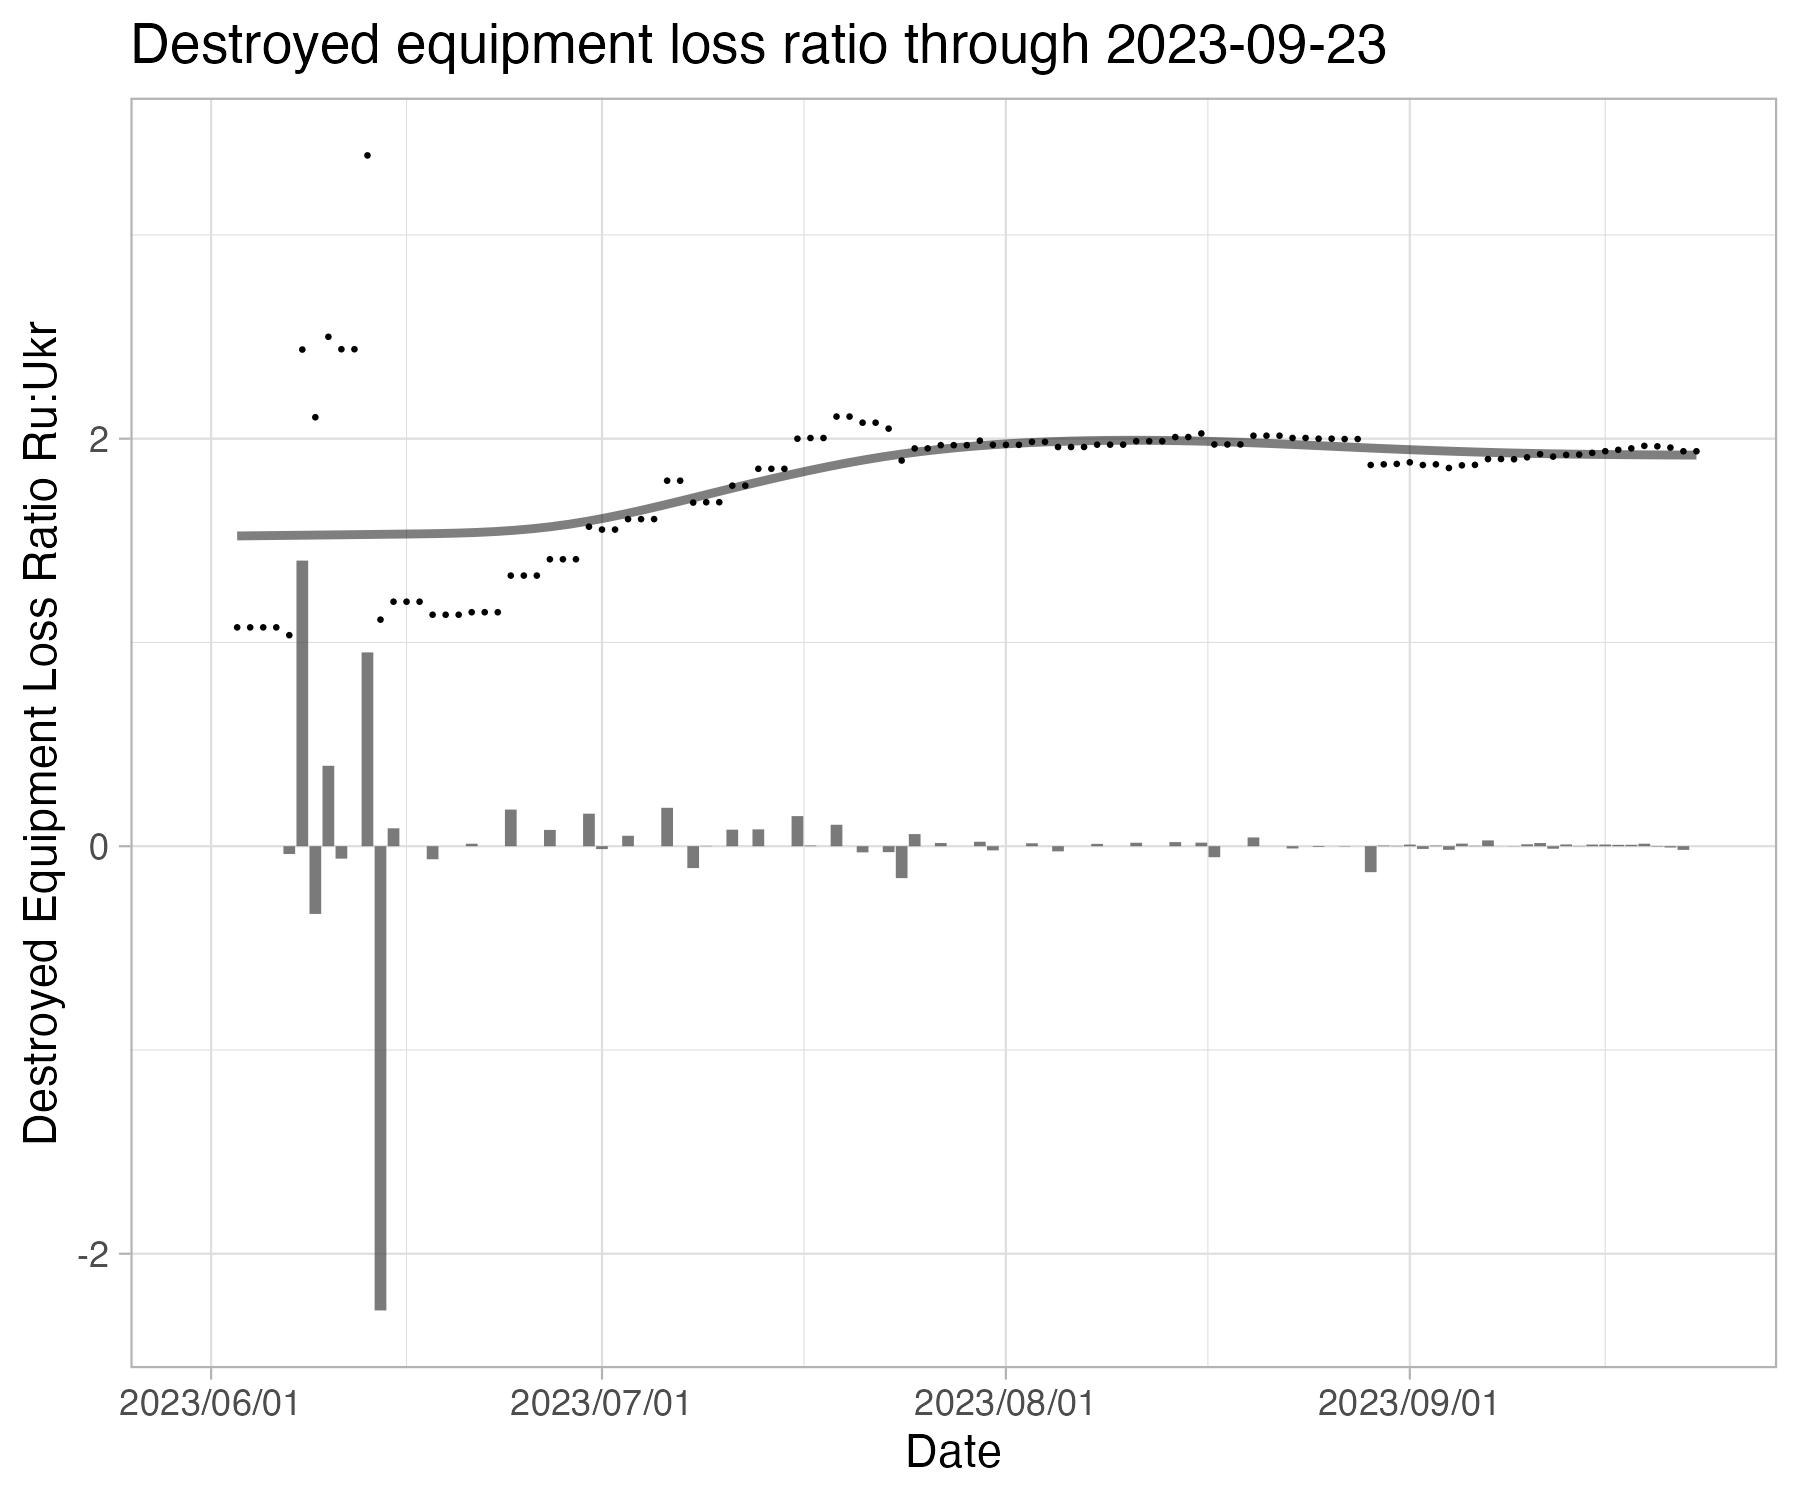 Destroyed equipment loss ratio through 2023-09-23
Destroyed Equipment Loss Ratio Ru:Ukr
2
0
-2
2023/06/01
2023/07/01
2023/08/01
2023/09/01
Date